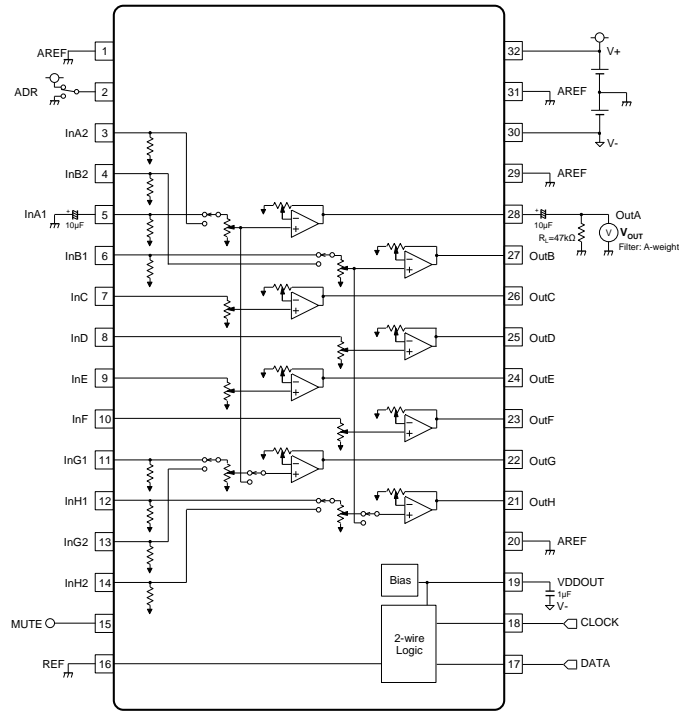 AREF 1
ADR 2
InA2 3
InB2 4
InA1 + 10µF 5
InB1 6
InC 7
InD 8
InE 9
InF 10
InG1 11
InH1 12
InG2 13
InH2 14
MUTE 15
REF 16
32 V+
31 AREF
30 V-
29 AREF
28 + 10µF OutA
RL=47kΩ V VOUT
Filter: A-weight
27 OutB
26 OutC
25 OutD
24 OutE
23 OutF
22 OutG
21 OutH
20 AREF
19 VDDOUT
1µF
V-
18 CLOCK
17 DATA
Bias
2-wire
Logic
− +
− +
− +
− +
− +
− +
− +
− +